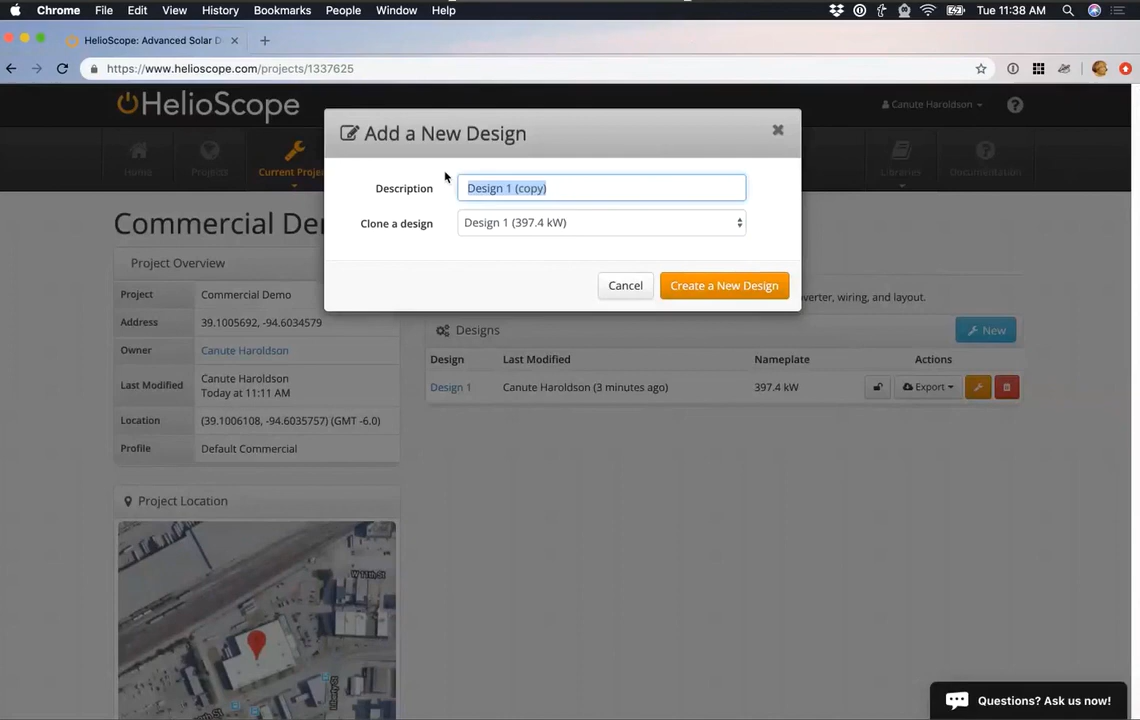 Chrome File Edit View History Bookmarks People Window Help Tue 11:38 AM
HelioScope: Advanced Solar D
https://www.helioscope.com/projects/1337625
HelioScope
Canute Haroldson
Home Projects Current Proje Libraries Documentation
Add a New Design
Description Design 1 (copy)
Clone a design Design 1 (397.4 kW)
Cancel Create a New Design
Commercial De
Project Overview
Project Commercial Demo
Address 39.1005692, -94.6034579
Owner Canute Haroldson
Last Modified Canute Haroldson
Today at 11:11 AM
Location (39.1006108, -94.6035757) (GMT -6.0)
Profile Default Commercial
verter, wiring, and layout.
Designs New
Design Last Modified Nameplate Actions
Design 1 Canute Haroldson (3 minutes ago) 397.4 kW Export
Project Location
W 11th St
Liberty St
Questions? Ask us now!